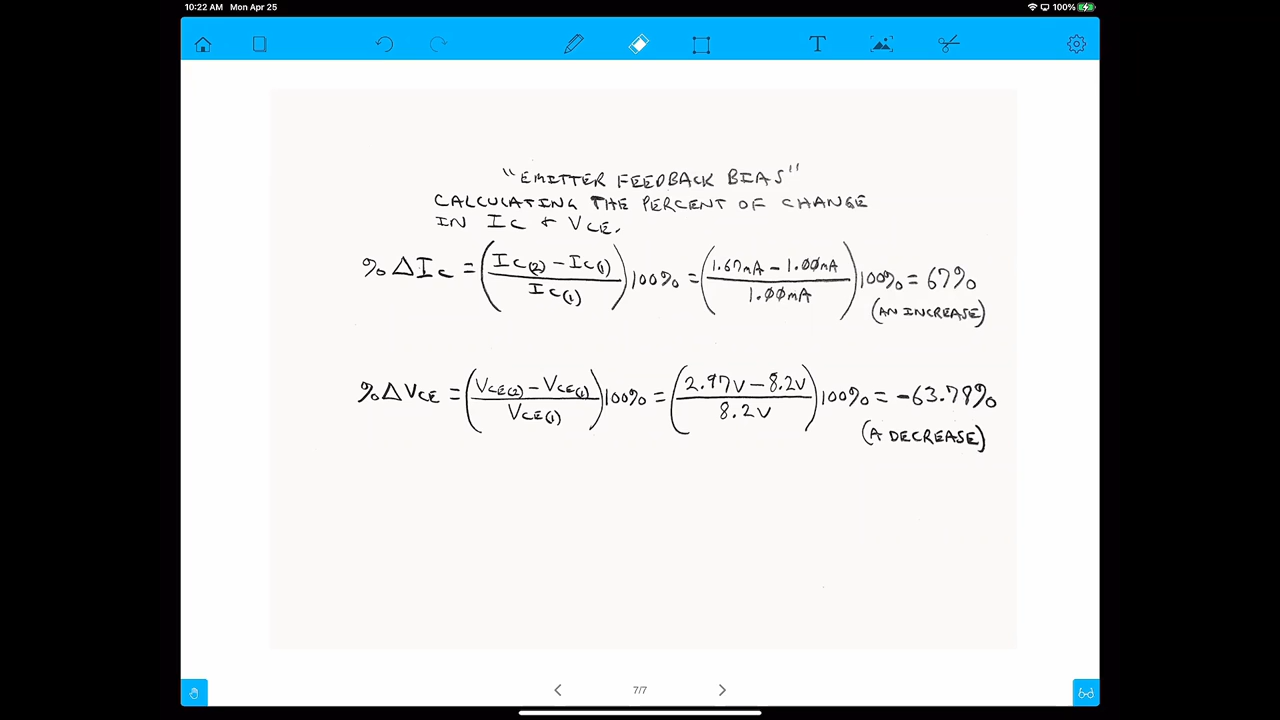 10:22 AM Mon Apr 25
100%
T
"EMITTER FEEDBACK BIAS"
CALCULATING THE PERCENT OF CHANGE
IN IC + VCE.
% ΔIC = (IC(2) - IC(1) / IC(1)) 100% = (1.67mA - 1.00mA / 1.00mA) 100% = 67%
(AN INCREASE)
% ΔVCE = (VCE(2) - VCE(1) / VCE(1)) 100% = (2.97V - 8.2V / 8.2V) 100% = -63.78%
(A DECREASE)
7/7